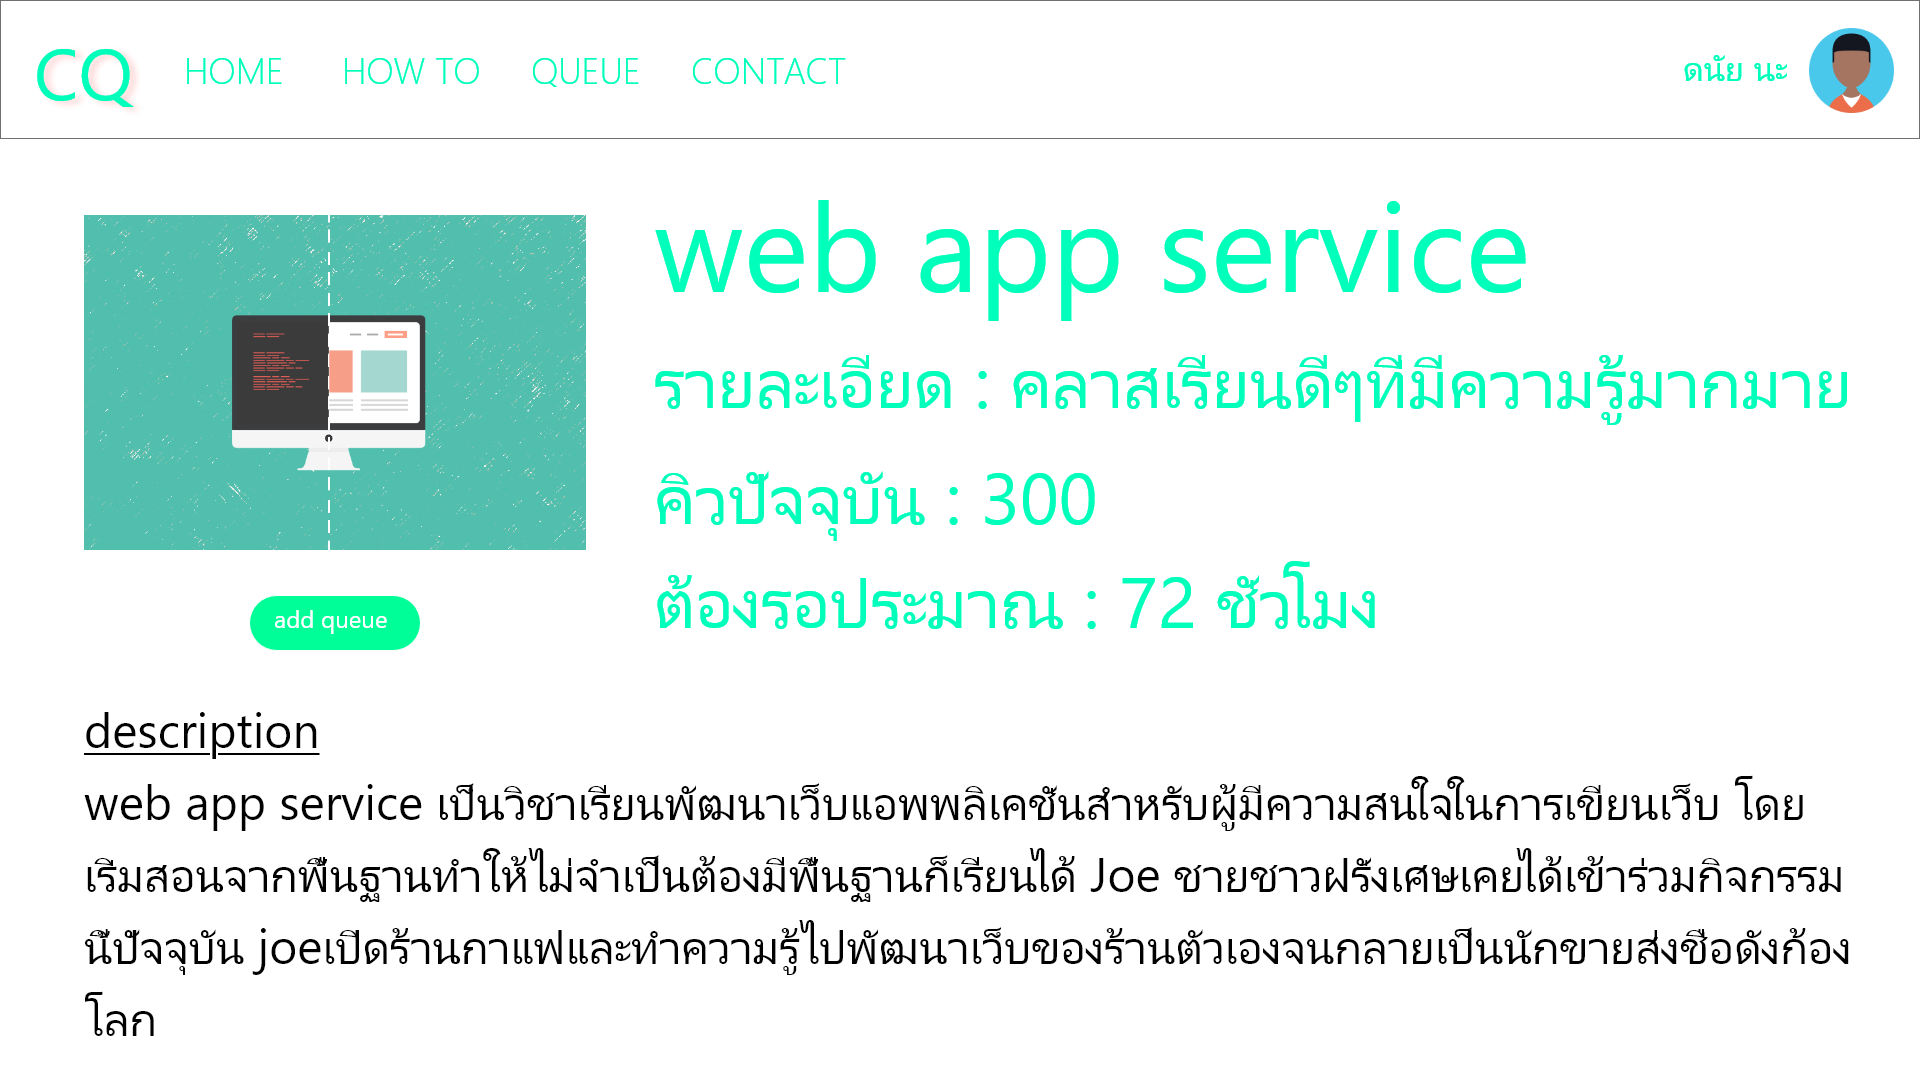 CQ HOME HOW TO QUEUE CONTACT ดนัย นะ
web app service
รายละเอียด : คลาสเรียนดีๆที่มีความรู้มากมาย
คิวปัจจุบัน : 300
ต้องรอประมาณ : 72 ชั่วโมง
add queue
description
web app service เป็นวิชาเรียนพัฒนาเว็บแอพพลิเคชั่นสำหรับผู้มีความสนใจในการเขียนเว็บ โดย
เริ่มสอนจากพื้นฐานทำให้ไม่จำเป็นต้องมีพื้นฐานก็เรียนได้ Joe ชายชาวฝรั่งเศษเคยได้เข้าร่วมกิจกรรม
นี้ปัจจุบัน joeเปิดร้านกาแฟและทำความรู้ไปพัฒนาเว็บของร้านตัวเองจนกลายเป็นนักขายส่งชื่อดังก้อง
โลก